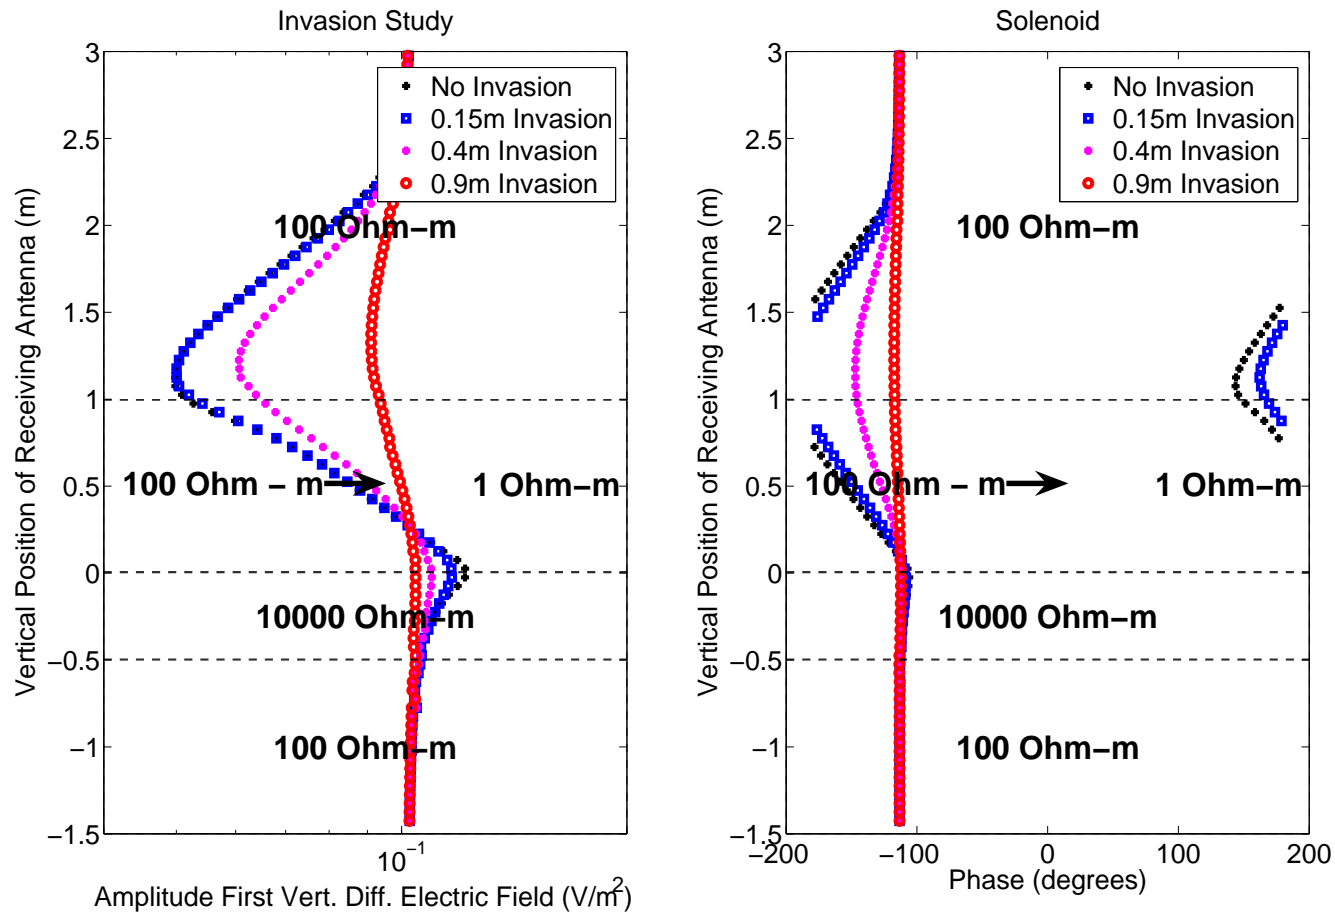 Invasion Study
3
2.5
2
1.5
1
0.5
0
−0.5
−1
−1.5
Vertical Position of Receiving Antenna (m)
No Invasion
0.15m Invasion
0.4m Invasion
0.9m Invasion
100 Ohm−m
100 Ohm − m
1 Ohm−m
10000 Ohm−m
100 Ohm−m
10−1
Amplitude First Vert. Diff. Electric Field (V/m2)
Solenoid
3
2.5
2
1.5
1
0.5
0
−0.5
−1
−1.5
Vertical Position of Receiving Antenna (m)
No Invasion
0.15m Invasion
0.4m Invasion
0.9m Invasion
100 Ohm−m
100 Ohm − m
1 Ohm−m
10000 Ohm−m
100 Ohm−m
−200 −100 0 100 200
Phase (degrees)